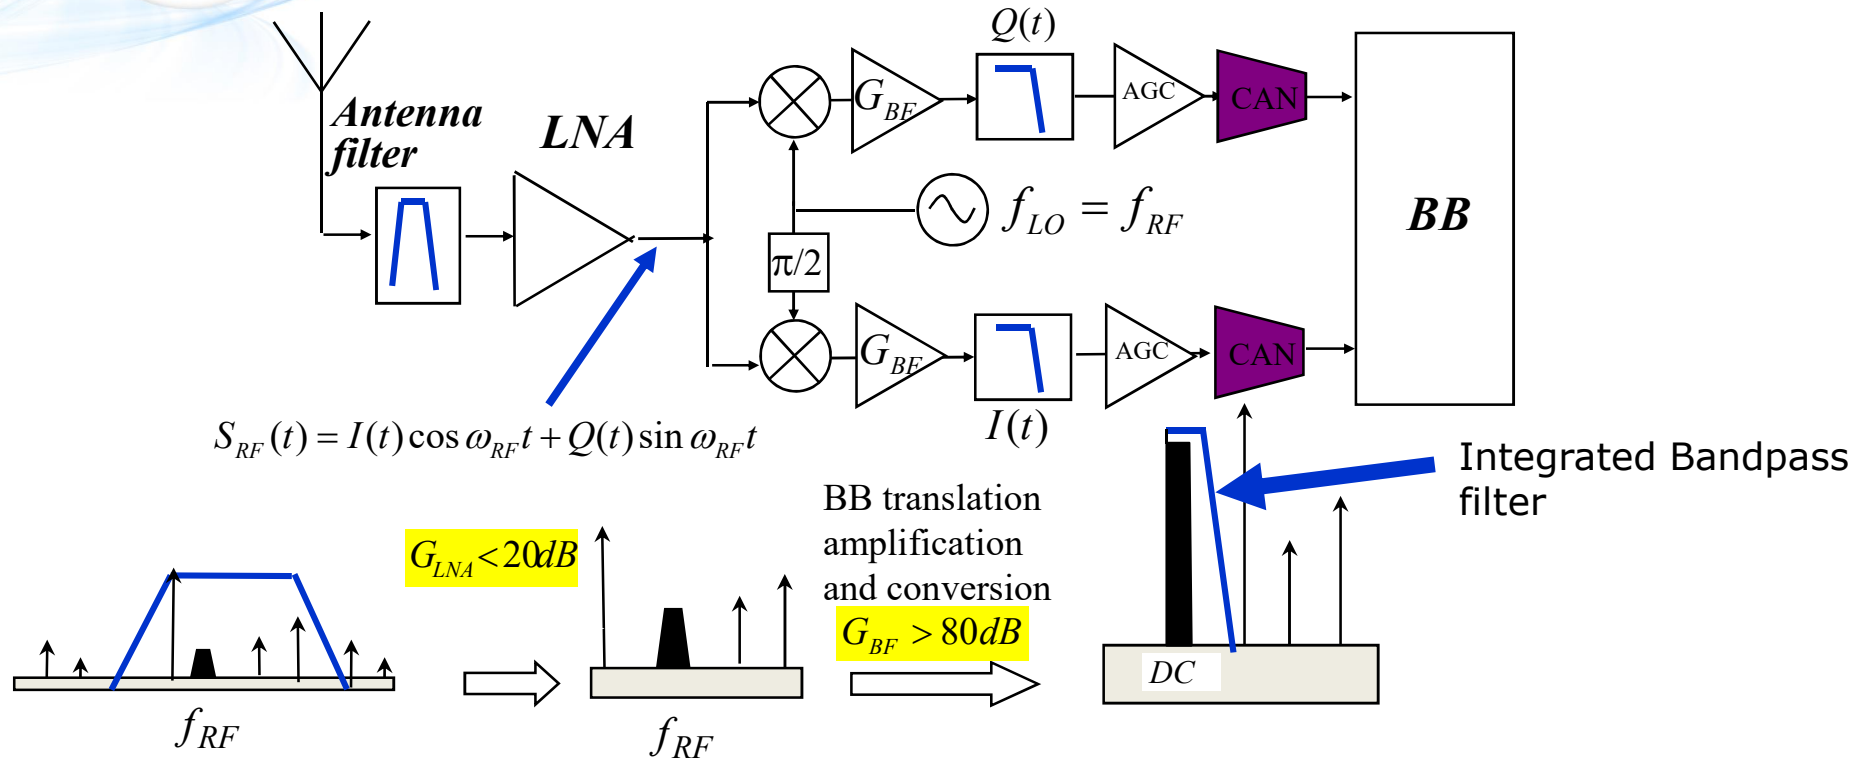 Q(t)
Antenna
filter
LNA
G_BF
AGC
CAN
f_LO = f_RF
π/2
BB
G_BF
AGC
CAN
I(t)
S_RF(t) = I(t) cos ω_RF t + Q(t) sin ω_RF t
Integrated Bandpass
filter
BB translation
amplification
and conversion
G_LNA < 20dB
G_BF > 80dB
DC
f_RF
f_RF